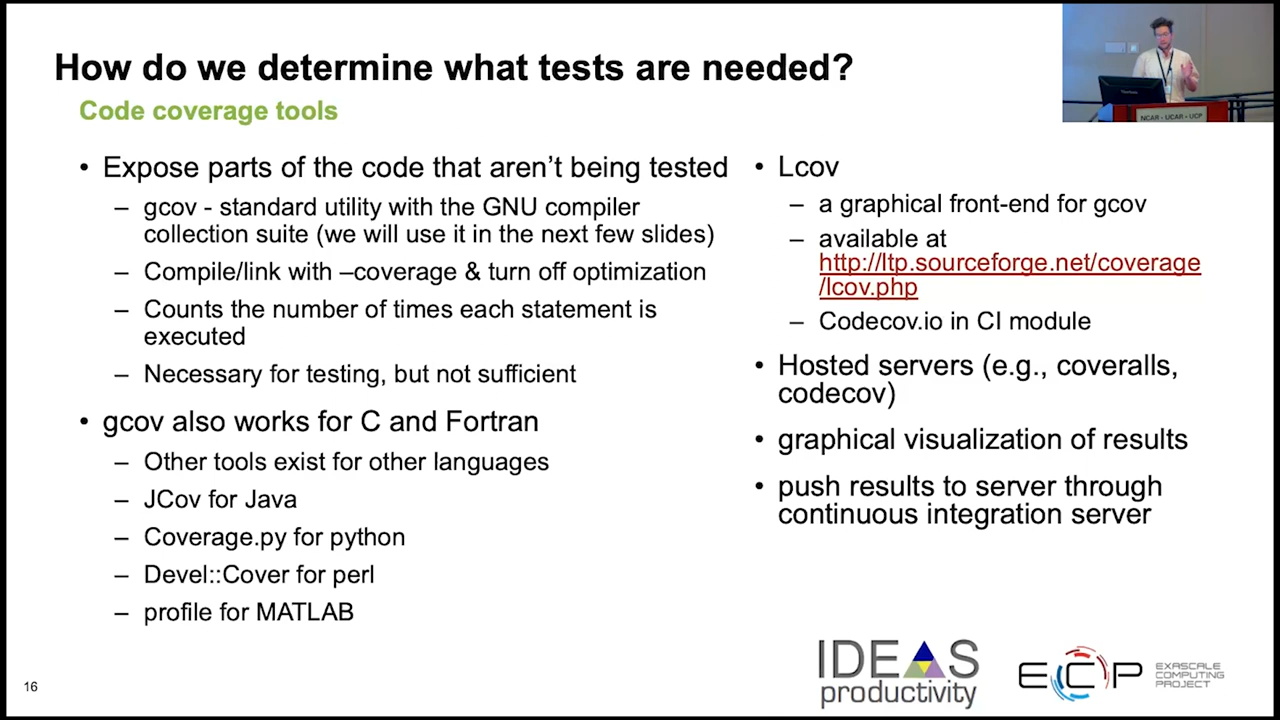 How do we determine what tests are needed?
Code coverage tools
• Expose parts of the code that aren’t being tested
– gcov - standard utility with the GNU compiler
collection suite (we will use it in the next few slides)
– Compile/link with –coverage & turn off optimization
– Counts the number of times each statement is
executed
– Necessary for testing, but not sufficient
• gcov also works for C and Fortran
– Other tools exist for other languages
– JCov for Java
– Coverage.py for python
– Devel::Cover for perl
– profile for MATLAB
• Lcov
– a graphical front-end for gcov
– available at
http://ltp.sourceforge.net/coverage
/lcov.php
– Codecov.io in CI module
• Hosted servers (e.g., coveralls,
codecov)
• graphical visualization of results
• push results to server through
continuous integration server
NCAR - UCAR - UCP
16
IDEAS
productivity
ECP
EXASCALE
COMPUTING
PROJECT